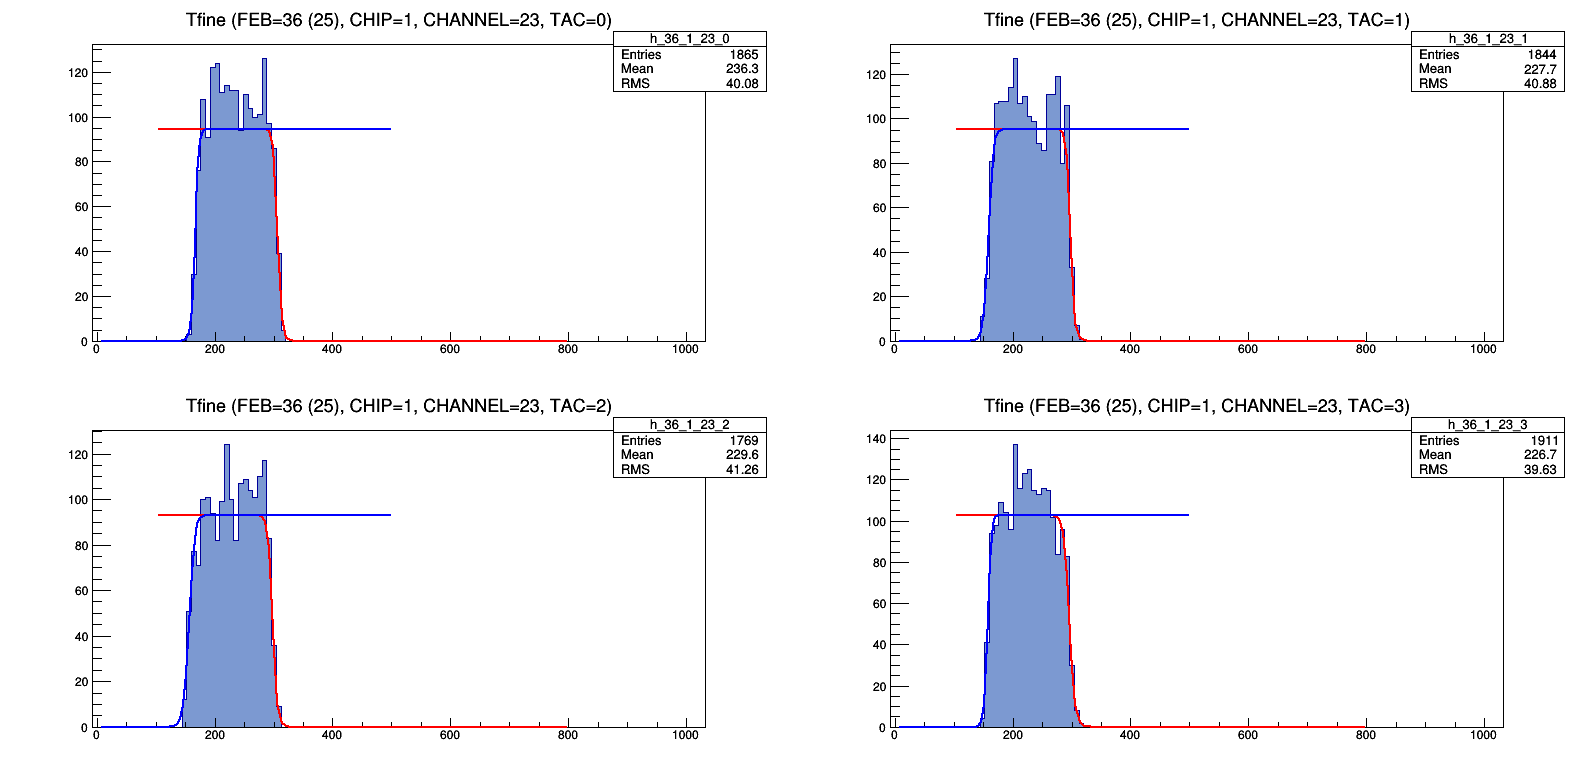 Tfine (FEB=36 (25), CHIP=1, CHANNEL=23, TAC=0)
h_36_1_23_0
Entries 1865
Mean 236.3
RMS 40.08
120
100
80
60
40
20
0
0 200 400 600 800 1000
Tfine (FEB=36 (25), CHIP=1, CHANNEL=23, TAC=1)
h_36_1_23_1
Entries 1844
Mean 227.7
RMS 40.88
120
100
80
60
40
20
0
0 200 400 600 800 1000
Tfine (FEB=36 (25), CHIP=1, CHANNEL=23, TAC=2)
h_36_1_23_2
Entries 1769
Mean 229.6
RMS 41.26
120
100
80
60
40
20
0
0 200 400 600 800 1000
Tfine (FEB=36 (25), CHIP=1, CHANNEL=23, TAC=3)
h_36_1_23_3
Entries 1911
Mean 226.7
RMS 39.63
140
120
100
80
60
40
20
0
0 200 400 600 800 1000